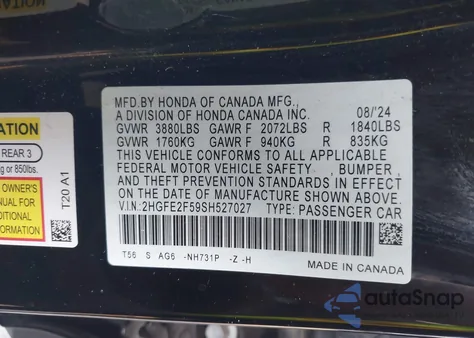 MFD.BY HONDA OF CANADA MFG.,
A DIVISION OF HONDA CANADA INC. 08/'24
GVWR 3880LBS GAWR F 2072LBS R 1840LBS
GVWR 1760KG GAWR F 940KG R 835KG
THIS VEHICLE CONFORMS TO ALL APPLICABLE
FEDERAL MOTOR VEHICLE SAFETY , BUMPER ,
AND THEFT PREVENTION STANDARDS IN EFFECT
ON THE DATE OF MANUFACTURE SHOWN ABOVE.
V.I.N: 2HGFE2F59SH527027 TYPE: PASSENGER CAR
T56 S AG6 -NH731P -Z -H
MADE IN CANADA
ATION
REAR 3
g or 850lbs.
OWNER'S
MANUAL FOR
DITIONAL
FORMATION
T20 A1
autoSnap